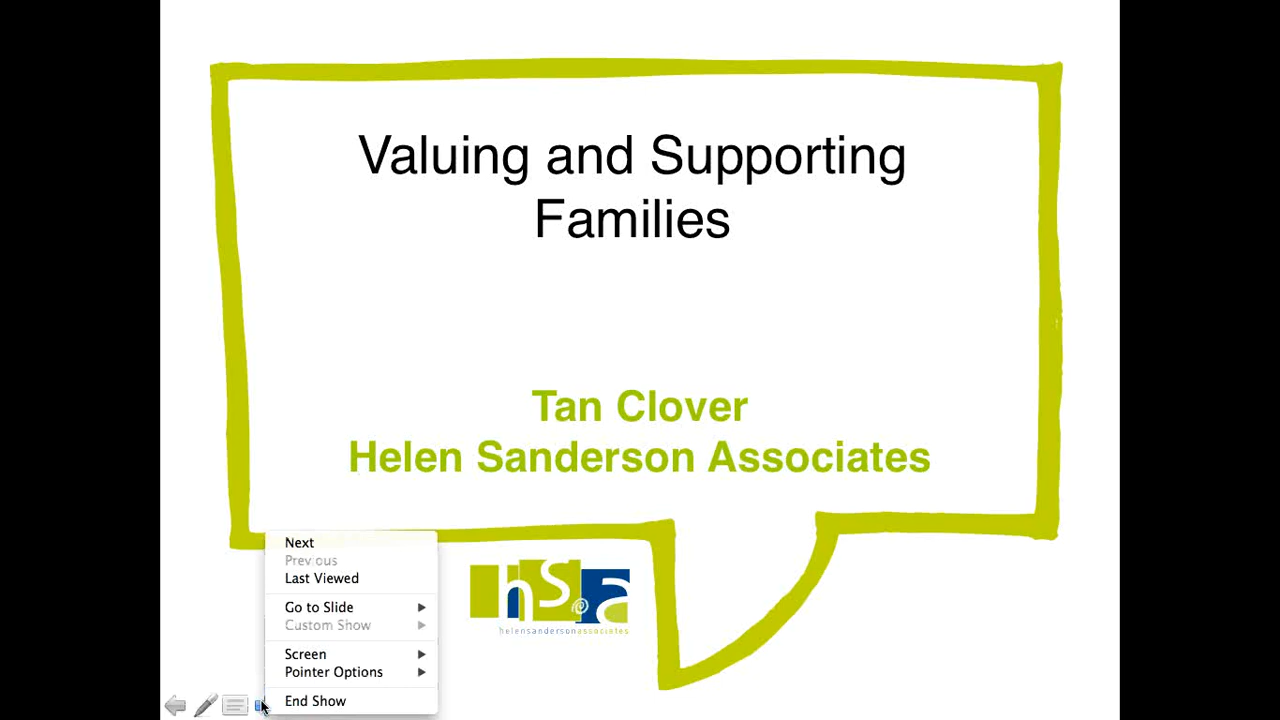 Valuing and Supporting
Families
Tan Clover
Helen Sanderson Associates
Next
Previous
Last Viewed
Go to Slide
Custom Show
Screen
Pointer Options
End Show
hsa
helensandersonassociates